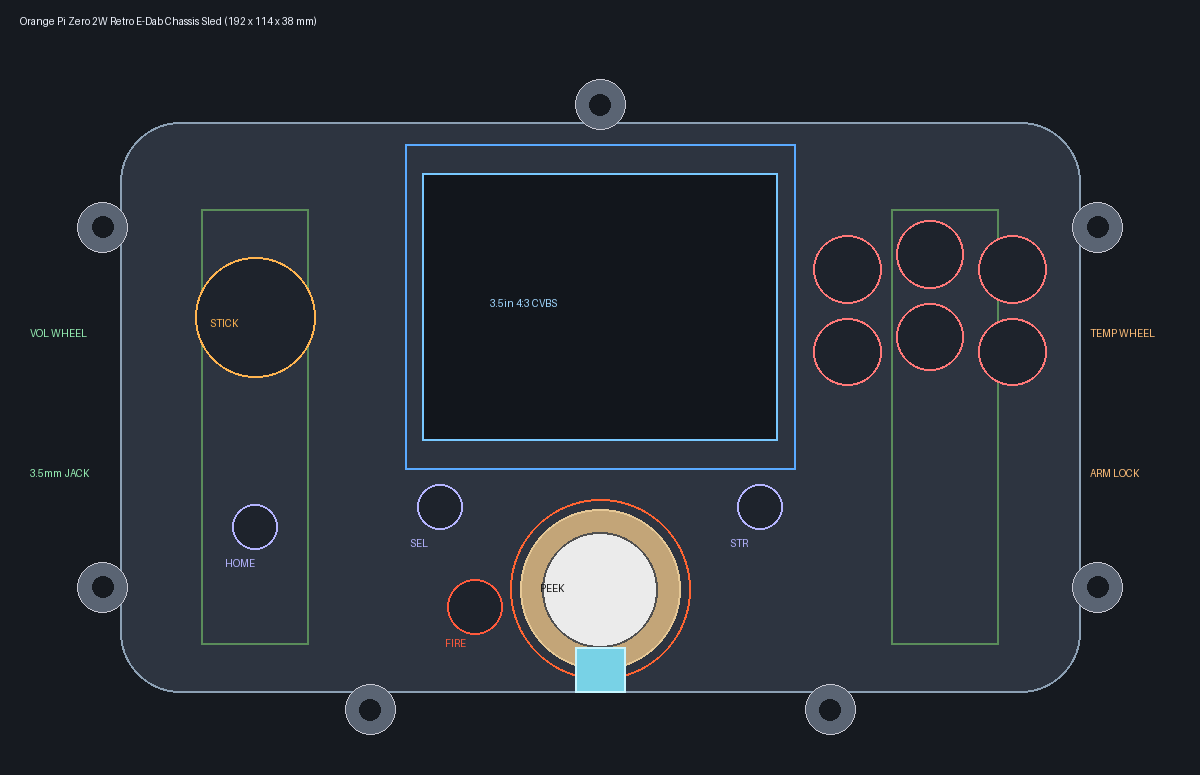 Orange Pi Zero 2W Retro E-Dab Chassis Sled (192 x 114 x 38 mm)
3.5in 4:3 CVBS
STICK
VOL WHEEL
TEMP WHEEL
3.5mm JACK
ARM LOCK
SEL
STR
HOME
PEEK
FIRE